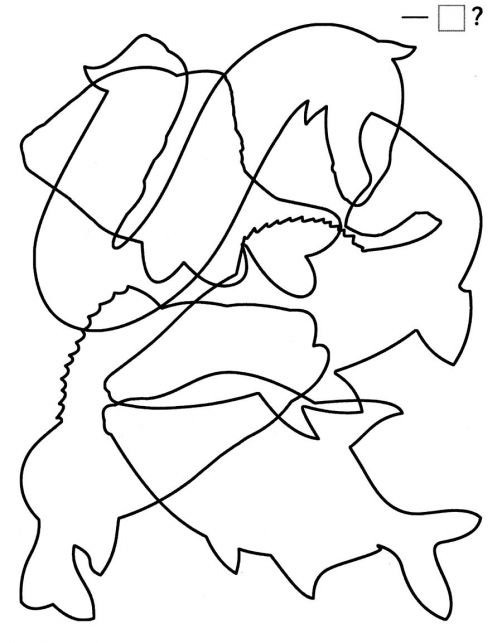 — □ ?